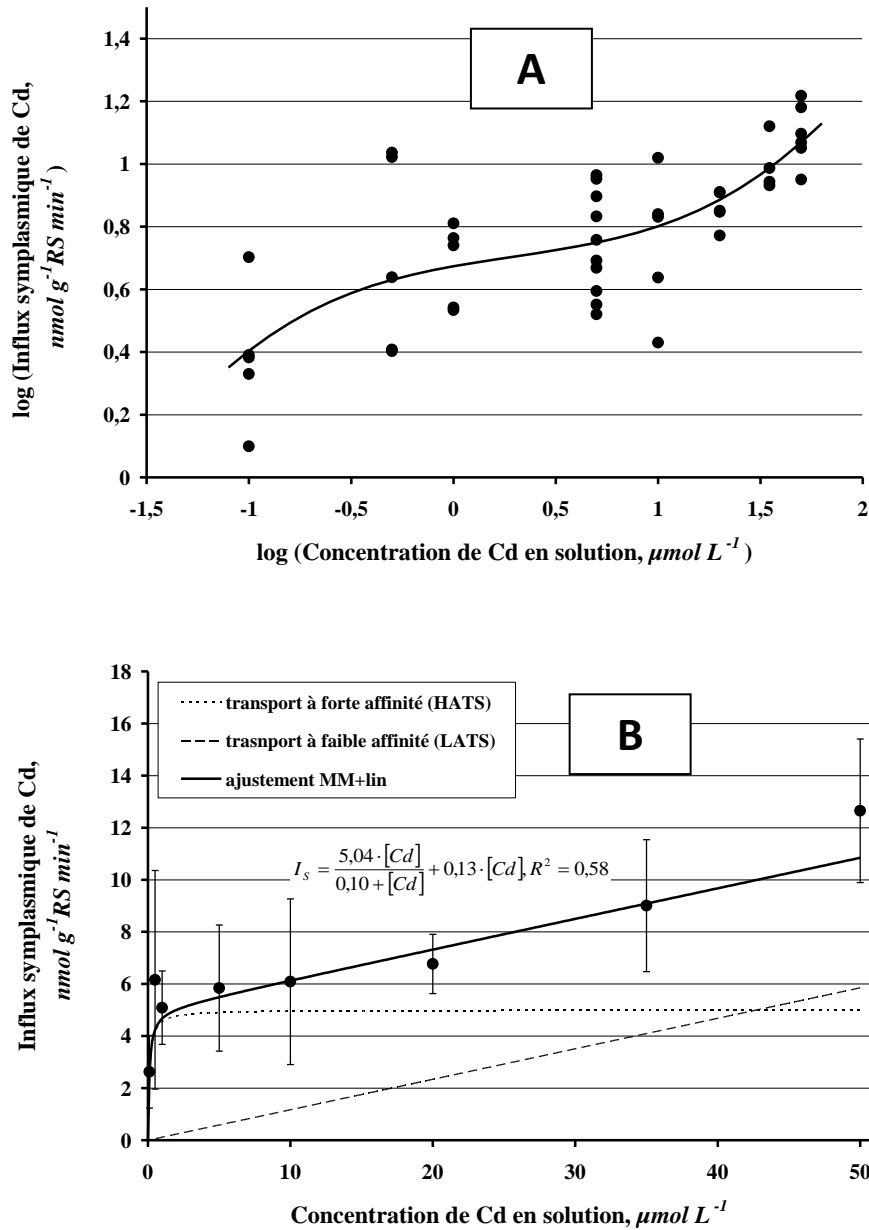 A
log (Influx symplasmique de Cd,
nmol g⁻¹RS min⁻¹)
1,4
1,2
1
0,8
0,6
0,4
0,2
0
-1,5 -1 -0,5 0 0,5 1 1,5 2
log (Concentration de Cd en solution, µmol L⁻¹)
B
transport à forte affinité (HATS)
trasnport à faible affinité (LATS)
ajustement MM+lin
I_S = 5,04·[Cd] / 0,10+[Cd] + 0,13·[Cd], R² = 0,58
Influx symplasmique de Cd,
nmol g⁻¹RS min⁻¹
18
16
14
12
10
8
6
4
2
0
0 10 20 30 40 50
Concentration de Cd en solution, µmol L⁻¹